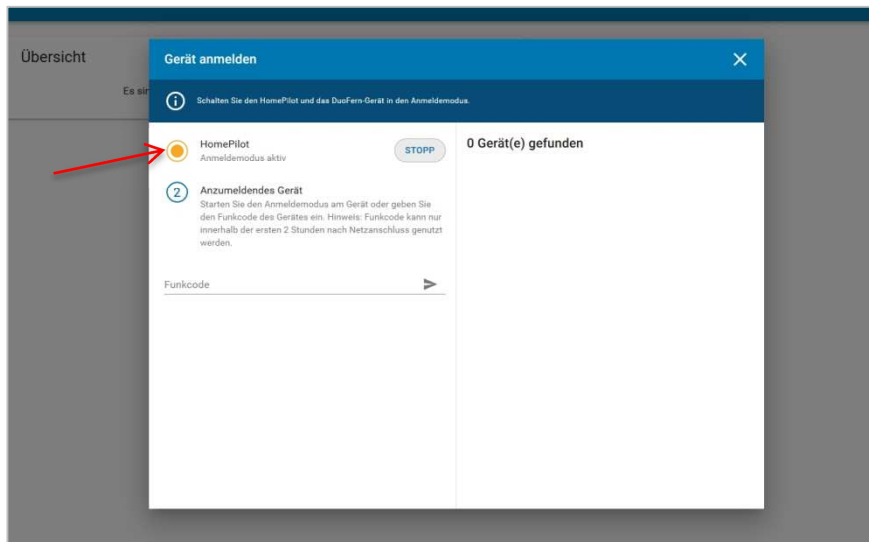 Übersicht
Es sin
Gerät anmelden
Schalten Sie den HomePilot und das DuoFern-Gerät in den Anmeldemodus.
HomePilot
Anmeldemodus aktiv
STOPP
0 Gerät(e) gefunden
2
Anzumeldendes Gerät
Starten Sie den Anmeldemodus am Gerät oder geben Sie
den Funkcode des Gerätes ein. Hinweis: Funkcode kann nur
innerhalb der ersten 2 Stunden nach Netzanschluss genutzt
werden.
Funkcode